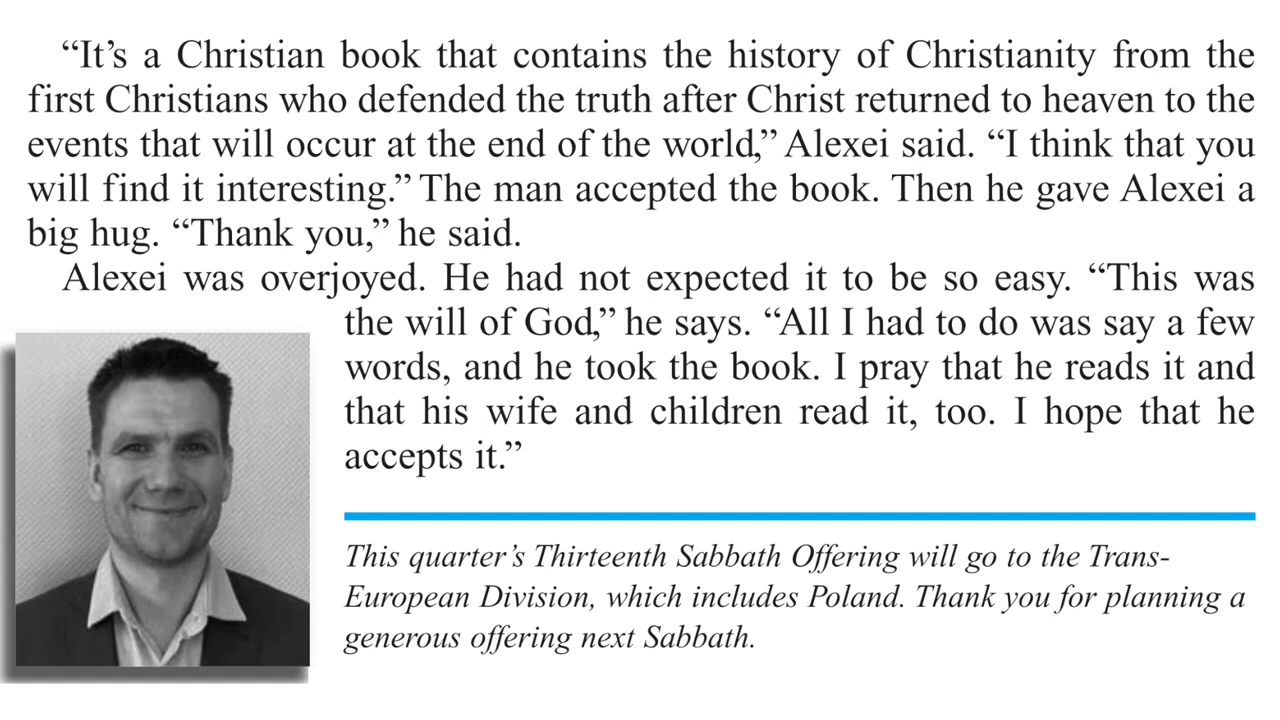 “It’s a Christian book that contains the history of Christianity from the
first Christians who defended the truth after Christ returned to heaven to the
events that will occur at the end of the world,” Alexei said. “I think that you
will find it interesting.” The man accepted the book. Then he gave Alexei a
big hug. “Thank you,” he said.
Alexei was overjoyed. He had not expected it to be so easy. “This was
the will of God,” he says. “All I had to do was say a few
words, and he took the book. I pray that he reads it and
that his wife and children read it, too. I hope that he
accepts it.”
This quarter’s Thirteenth Sabbath Offering will go to the Trans-
European Division, which includes Poland. Thank you for planning a
generous offering next Sabbath.